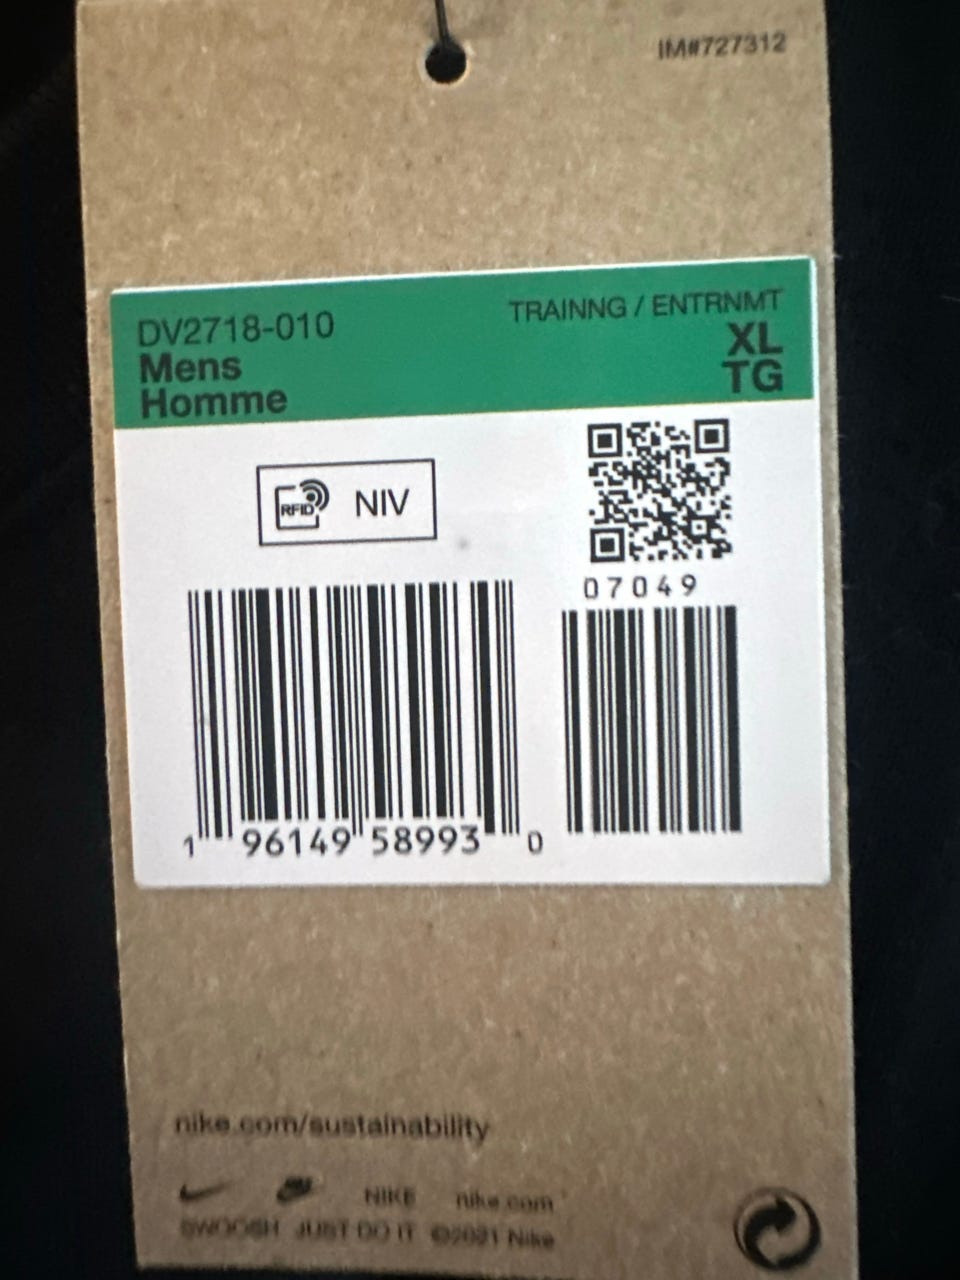 IM#727312
DV2718-010
TRAINNG / ENTRNMT
Mens
XL
Homme
TG
RFID NIV
07049
1 96149 58993 0
nike.com/sustainability
NIKE nike.com
SWOOSH JUST DO IT ©2021 Nike